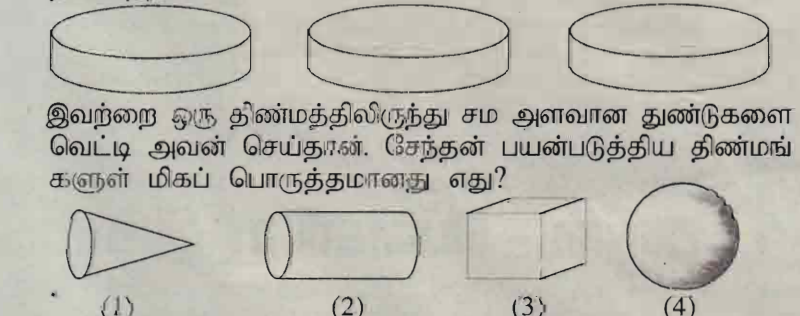 இவற்றை ஒரு திண்மத்திலிருந்து சம அளவான துண்டுகளை
வெட்டி அவன் செய்தான். சேந்தன் பயன்படுத்திய திண்மங்
களுள் மிகப் பொருத்தமானது எது?
(1) (2) (3) (4)